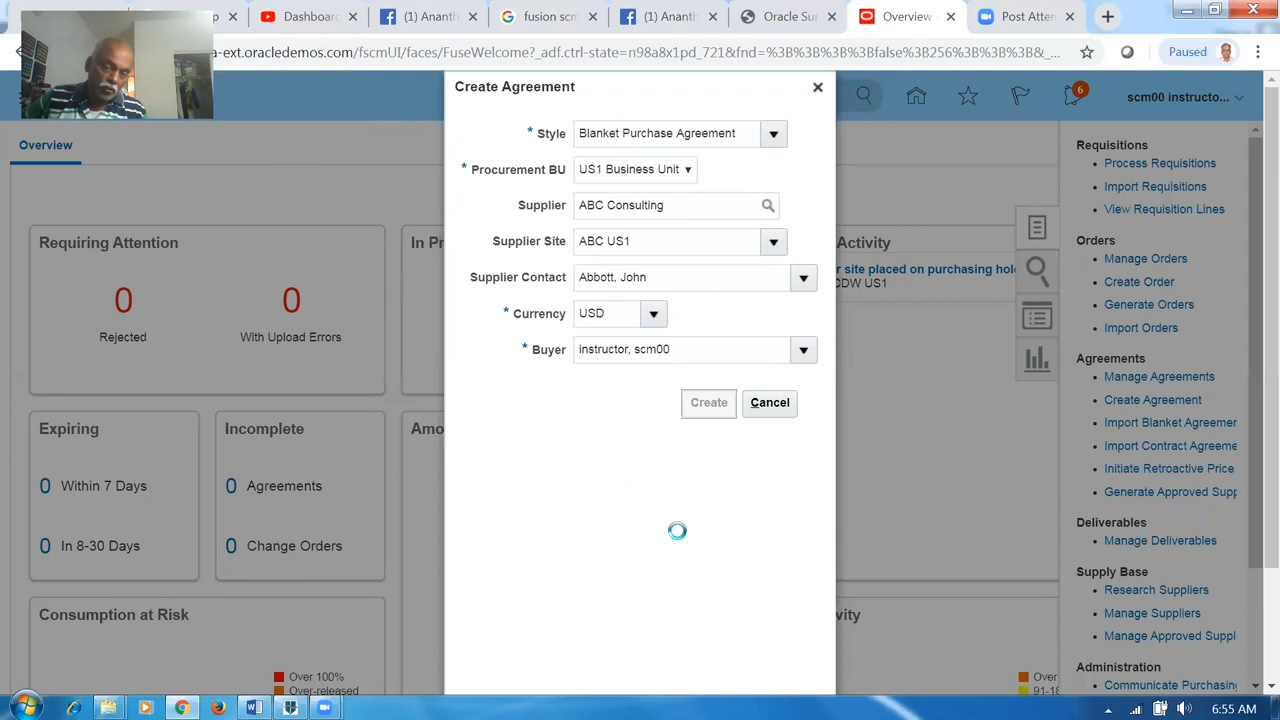 Dashboard
(1) Ananth
fusion scm
(1) Ananth
Oracle Su
Overview
Post Atten
a-ext.oracledemos.com/fscmUI/faces/FuseWelcome?_adf.ctrl-state=n98a8x1pd_721&fnd=%3B%3B%3B%3Bfalse%3B256%3B%3B%3B&_...
Paused
6
scm00 instructo...
Overview
Requiring Attention
0
Rejected
0
With Upload Errors
In Pr
Activity
r site placed on purchasing hol
CDW US1
Expiring
0 Within 7 Days
0 In 8-30 Days
Incomplete
0 Agreements
0 Change Orders
Amo
Consumption at Risk
Over 100%
Over-released
ivity
Over
91-18
Create Agreement
* Style Blanket Purchase Agreement
* Procurement BU US1 Business Unit
Supplier ABC Consulting
Supplier Site ABC US1
Supplier Contact Abbott, John
* Currency USD
* Buyer instructor, scm00
Create Cancel
Requisitions
Process Requisitions
Import Requisitions
View Requisition Lines
Orders
Manage Orders
Create Order
Generate Orders
Import Orders
Agreements
Manage Agreements
Create Agreement
Import Blanket Agreemer
Import Contract Agreeme
Initiate Retroactive Price
Generate Approved Supp
Deliverables
Manage Deliverables
Supply Base
Research Suppliers
Manage Suppliers
Manage Approved Suppl
Administration
Communicate Purchasing
6:55 AM